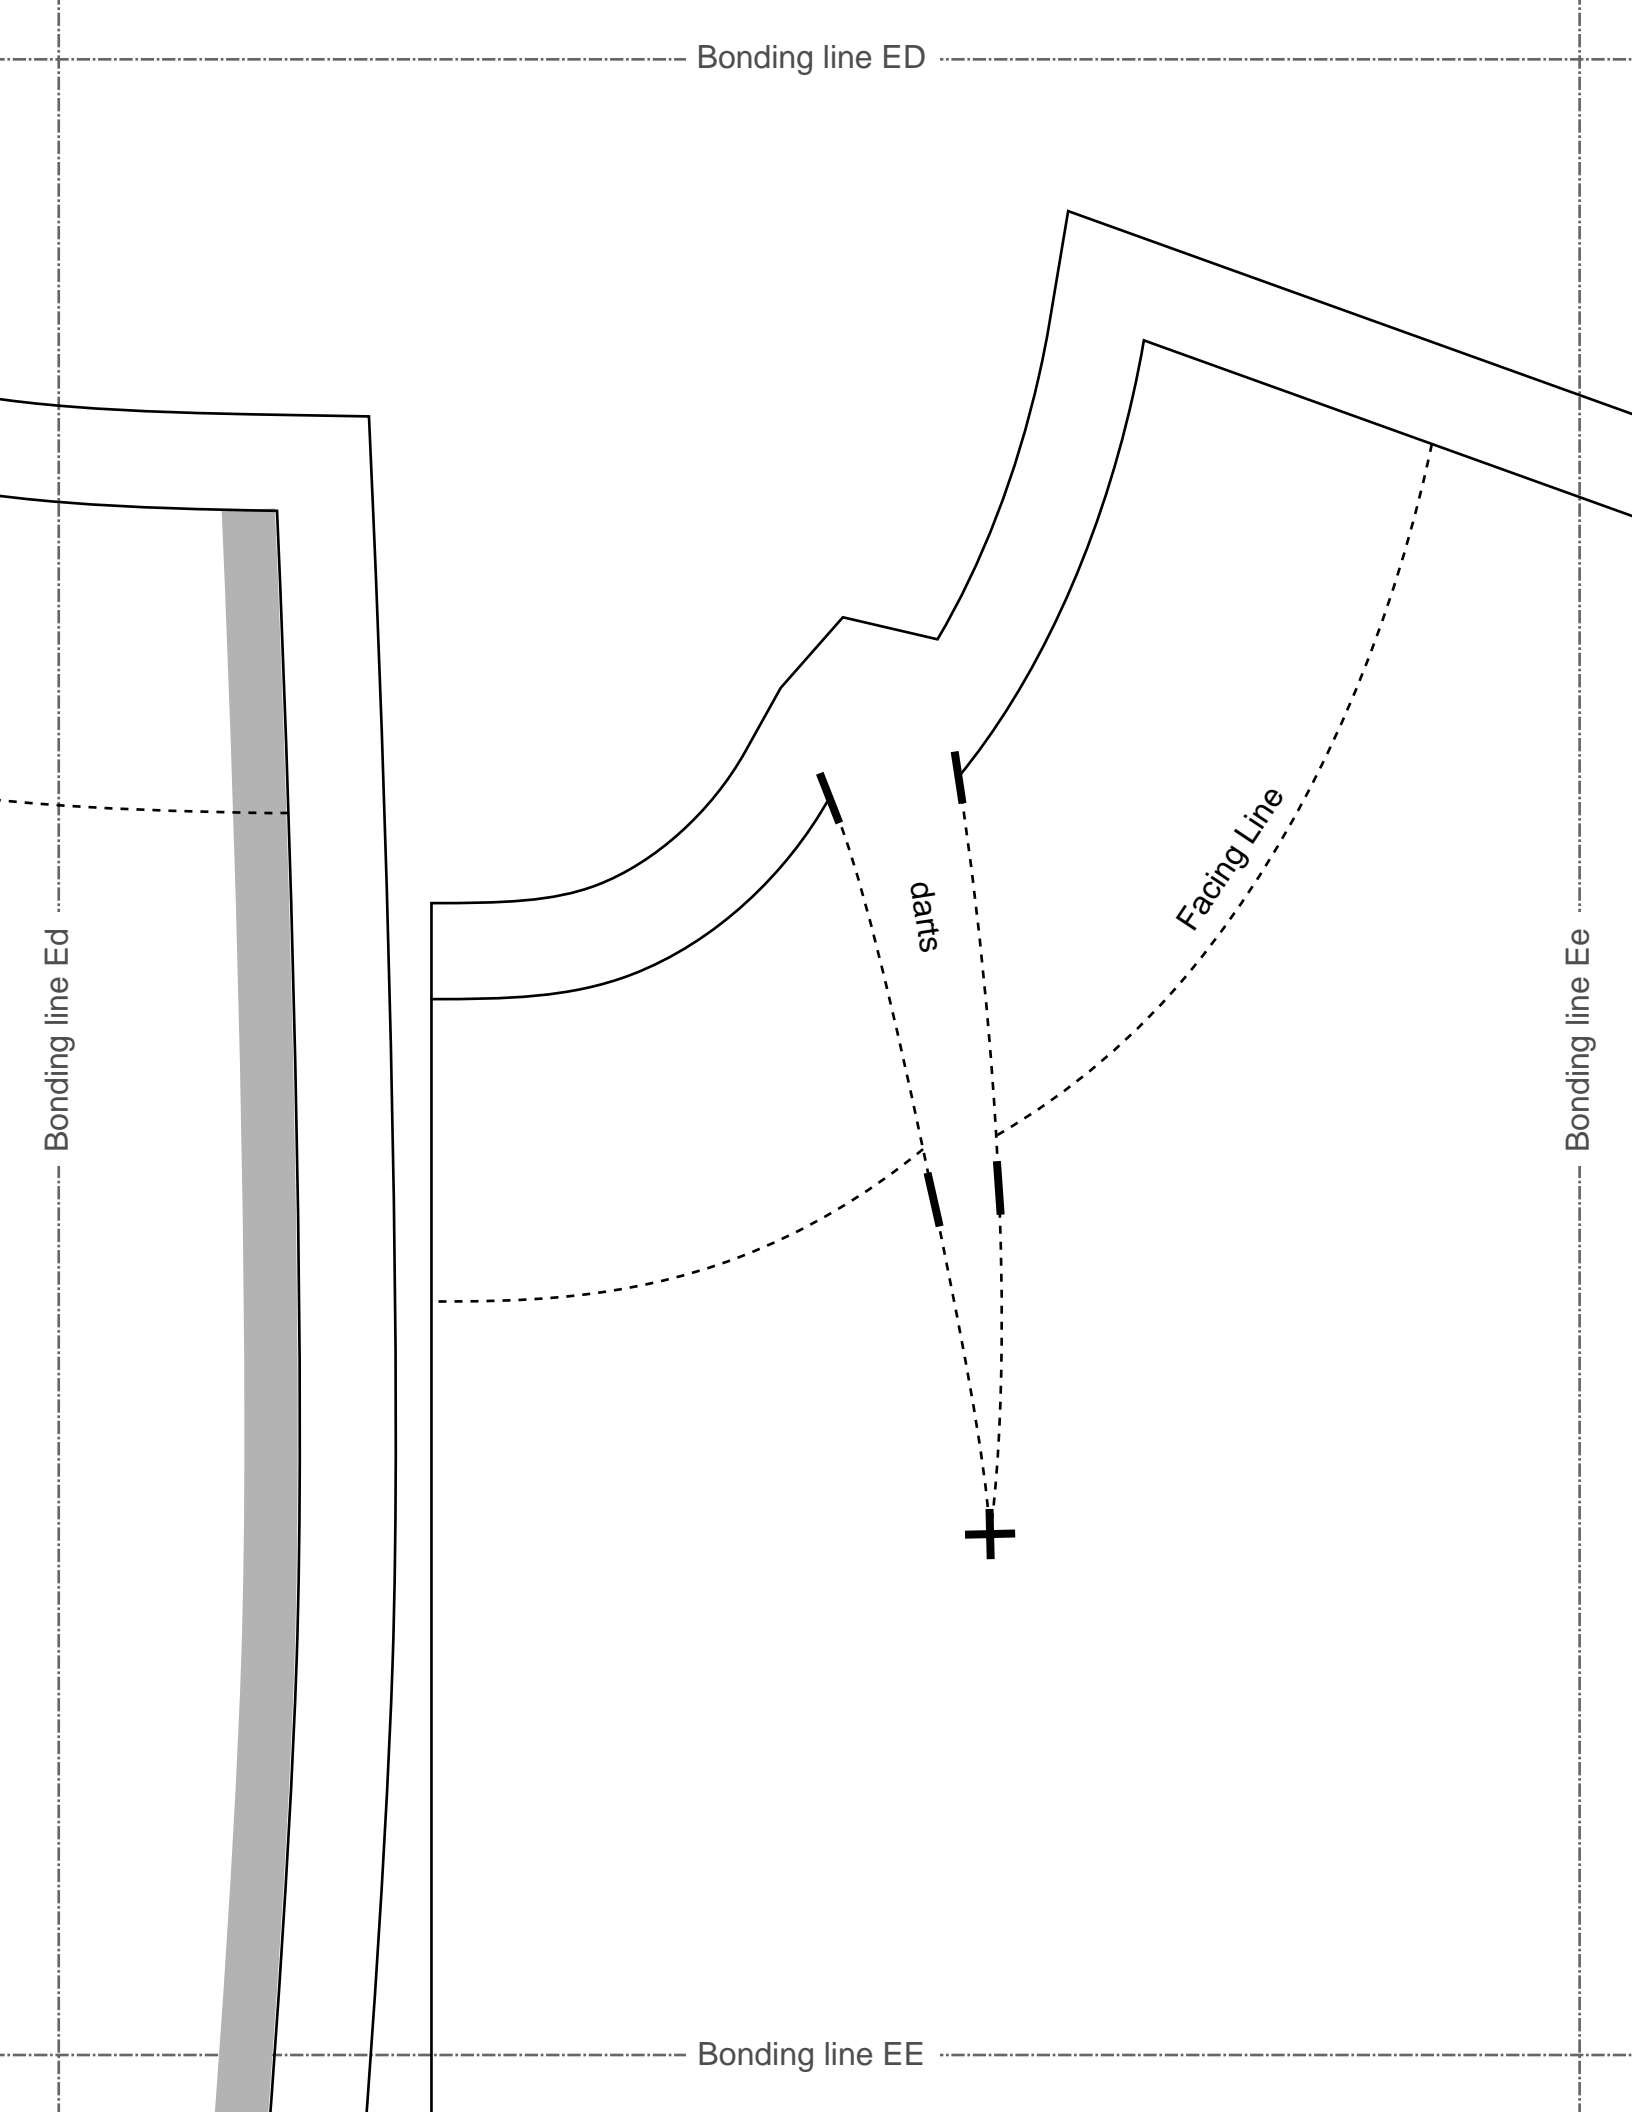 Bonding line ED
Facing Line
darts
Bonding line Ed
Bonding line Ee
Bonding line EE